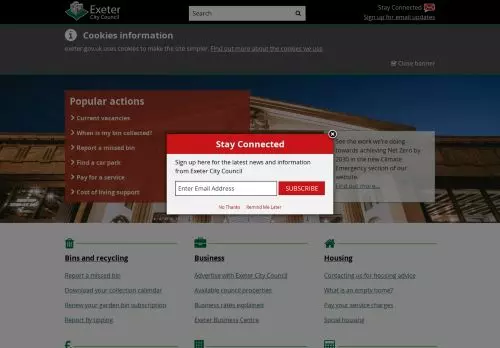 Exeter
City Council
Search
Stay Connected
Sign up for email updates
Cookies information
exeter.gov.uk uses cookies to make the site simpler. Find out more about the cookies we use
Close banner
Popular actions
Current vacancies
When is my bin collected?
Report a missed bin
Find a car park
Pay for a service
Cost of living support
See the work we're doing
towards achieving Net Zero by
2030 in the new Climate
Emergency section of our
website.
Find out more...
Stay Connected
Sign up here for the latest news and information
from Exeter City Council
Enter Email Address
SUBSCRIBE
No Thanks
Remind Me Later
Bins and recycling
Report a missed bin
Download your collection calendar
Renew your garden bin subscription
Report fly tipping
Business
Advertise with Exeter City Council
Available council properties
Business rates explained
Exeter Business Centre
Housing
Contacting us for housing advice
What is an empty home?
Pay your service charges
Social housing